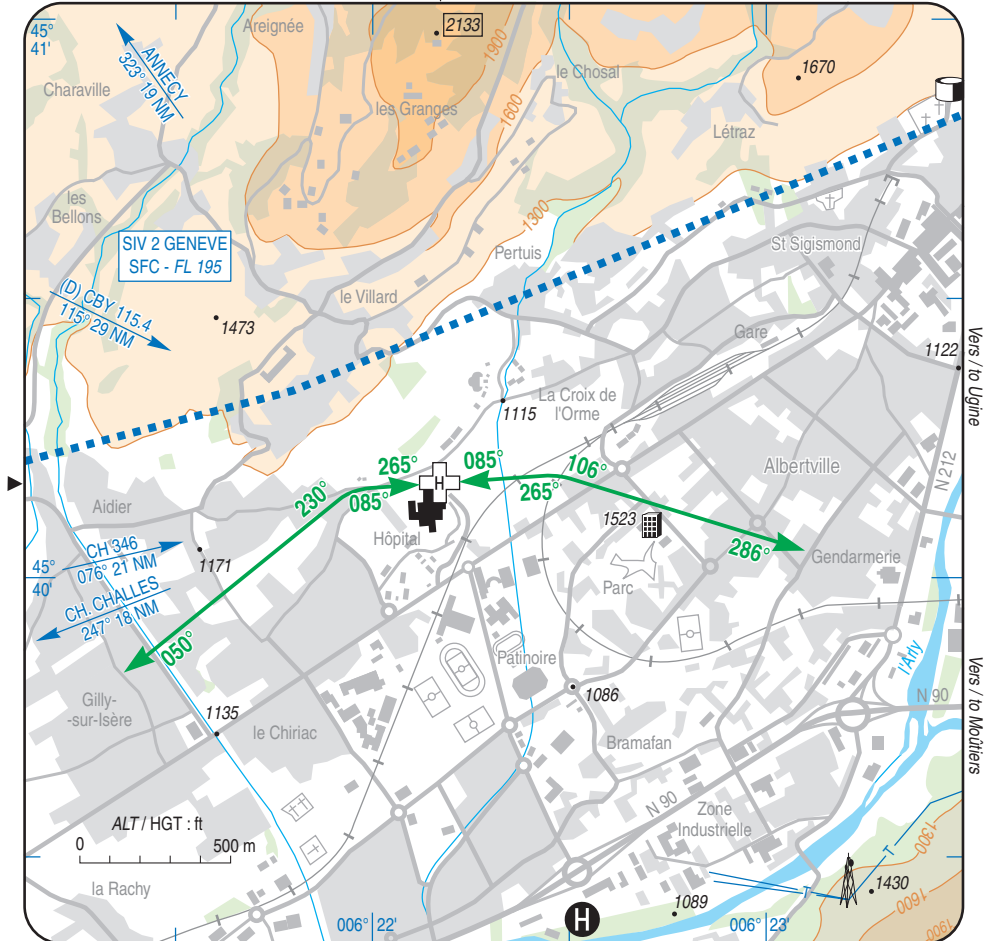 45°
41'
Areignée
2133
1900
ANNECY
323° 19 NM
Charaville
les Granges
le Chosal
1670
1600
Létraz
les
Bellons
1300
SIV 2 GENEVE
SFC - FL 195
Pertuis
St Sigismond
(D) CBY 115.4
115° 29 NM
le Villard
1473
Gare
1122
Vers / to Ugine
1115
La Croix de
l'Orme
N 212
265°
085°
H
085°
265°
106°
286°
Albertville
230°
050°
Aidier
Hôpital
1523
Gendarmerie
1171
CH 346
076° 21 NM
45°
40'
Parc
CH. CHALLES
247° 18 NM
l'Arly
Patinoire
Vers / to Moûtiers
Gilly-
-sur-Isère
1086
N 90
1135
le Chiriac
Bramafan
N 90
Zone
Industrielle
ALT / HGT : ft
0
500 m
1300
T
T
la Rachy
1430
1600
1089
H
006° 22'
006° 23'
1900